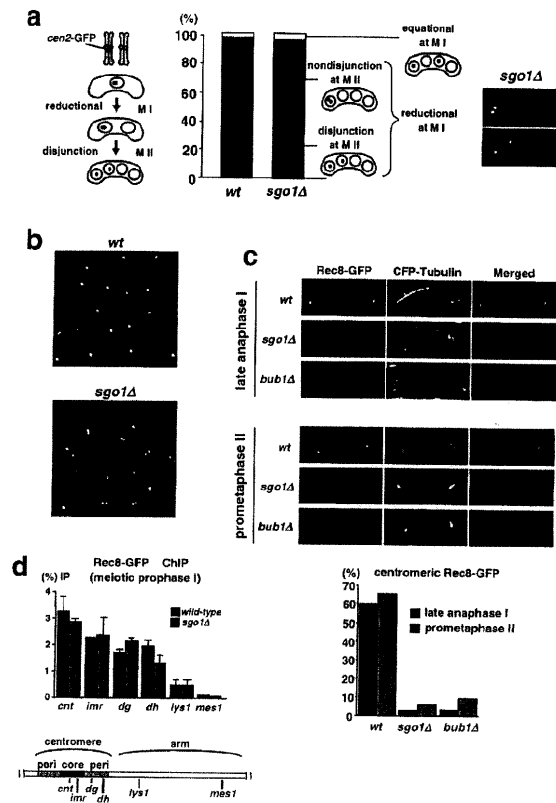 a
cen2-GFP
reductional M I
disjunction M II
(%)
100
80
60
40
20
0
wt sgo1Δ
equational
at M I
nondisjunction
at M II
disjunction
at M II
reductional
at M I
sgo1Δ
b
wt
sgo1Δ
c
Rec8-GFP CFP-Tubulin Merged
late anaphase I
wt
sgo1Δ
bub1Δ
prometaphase II
wt
sgo1Δ
bub1Δ
d
Rec8-GFP ChIP
(%) IP (meiotic prophase I)
4
3
2
1
0
wild-type
sgo1Δ
cnt imr dg dh lys1 mes1
centromere arm
peri core peri
cnt dg lys1 mes1
imr dh
(%) centromeric Rec8-GFP
70
60
50
40
30
20
10
0
late anaphase I
prometaphase II
wt sgo1Δ bub1Δ